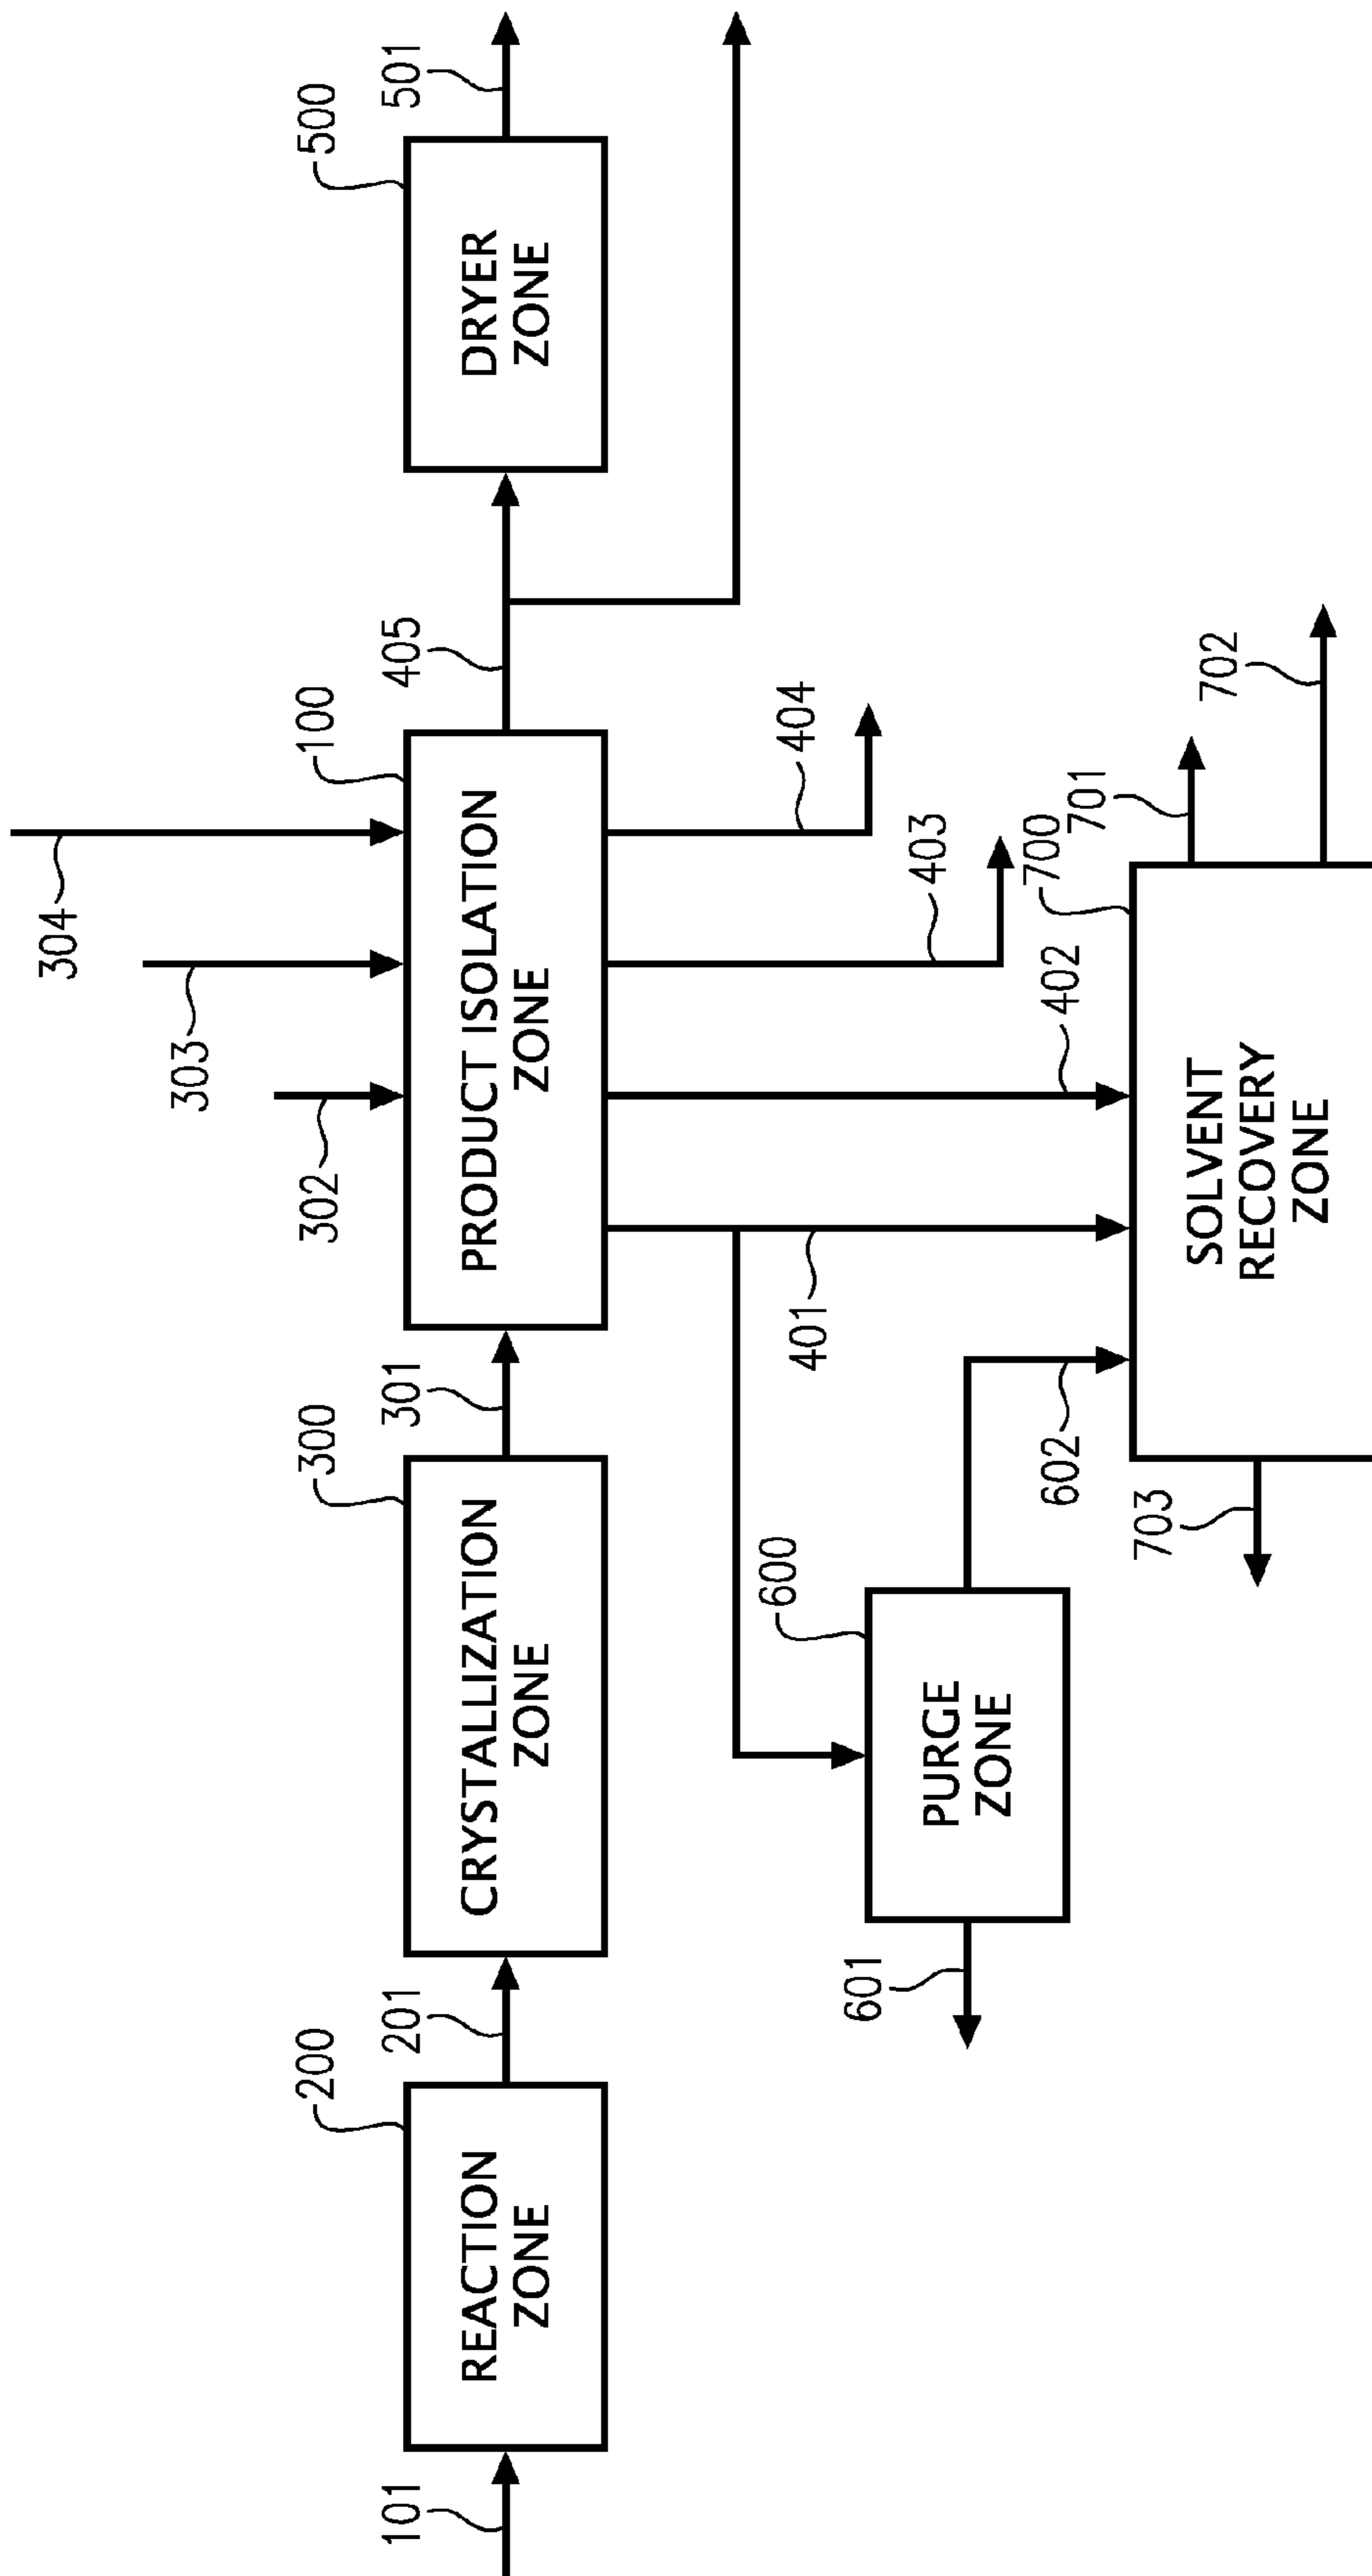 304
303
302
200
300
100
500
101
201
301
405
501
REACTION
ZONE
CRYSTALLIZATION
ZONE
PRODUCT ISOLATION
ZONE
DRYER
ZONE
600
401
404
601
403
PURGE
ZONE
602
402
700
701
703
702
SOLVENT
RECOVERY
ZONE